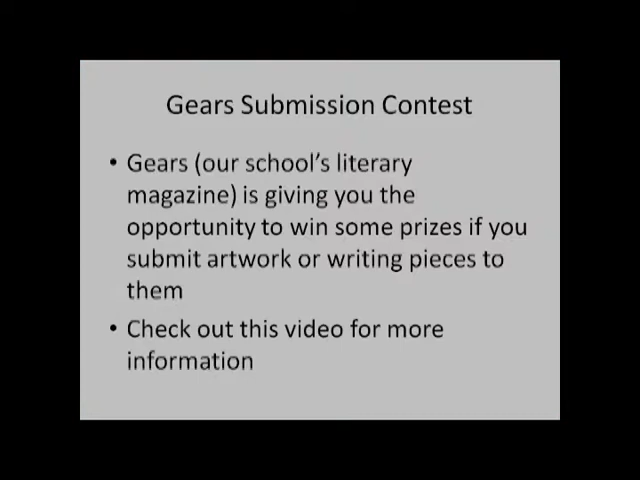 Gears Submission Contest
• Gears (our school's literary
magazine) is giving you the
opportunity to win some prizes if you
submit artwork or writing pieces to
them
• Check out this video for more
information